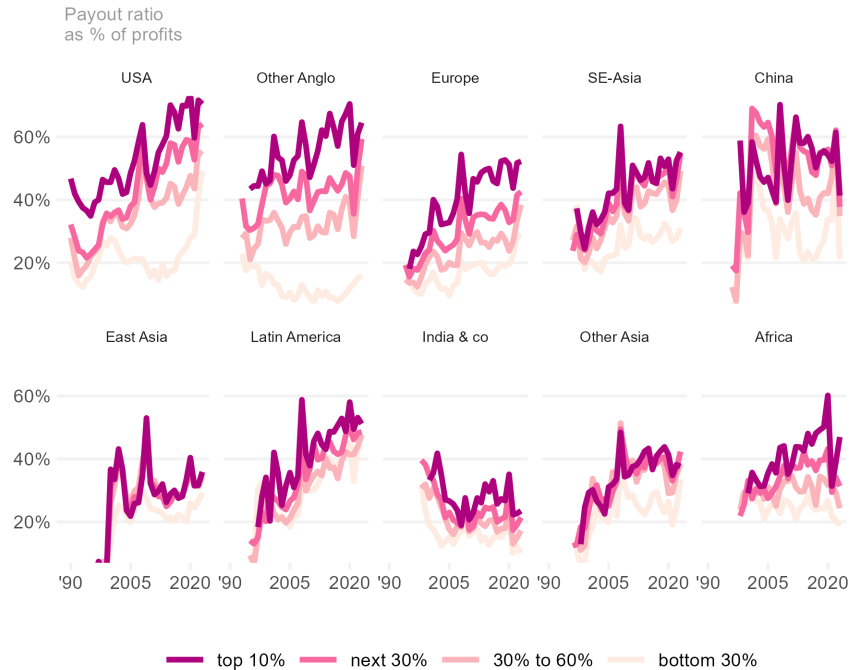 Payout ratio
as % of profits
USA Other Anglo Europe SE-Asia China
60%
40%
20%
East Asia Latin America India & co Other Asia Africa
60%
40%
20%
'90 2005 2020 '90 2005 2020 '90 2005 2020 '90 2005 2020 '90 2005 2020
top 10% next 30% 30% to 60% bottom 30%